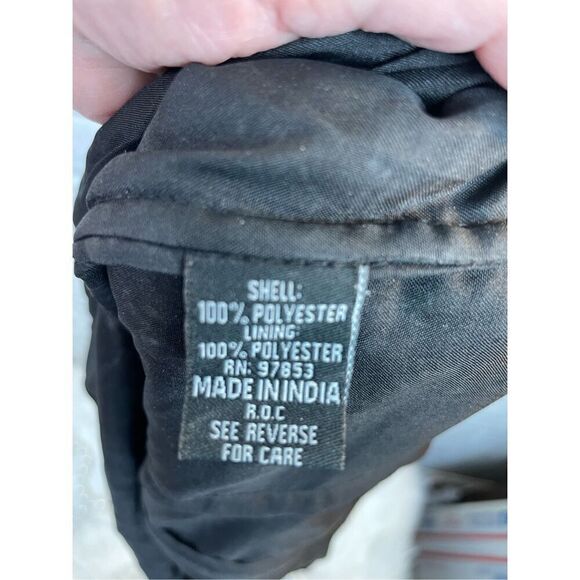 SHELL:
100% POLYESTER
LINING:
100% POLYESTER
RN: 97853
MADE IN INDIA
R.O.C
SEE REVERSE
FOR CARE